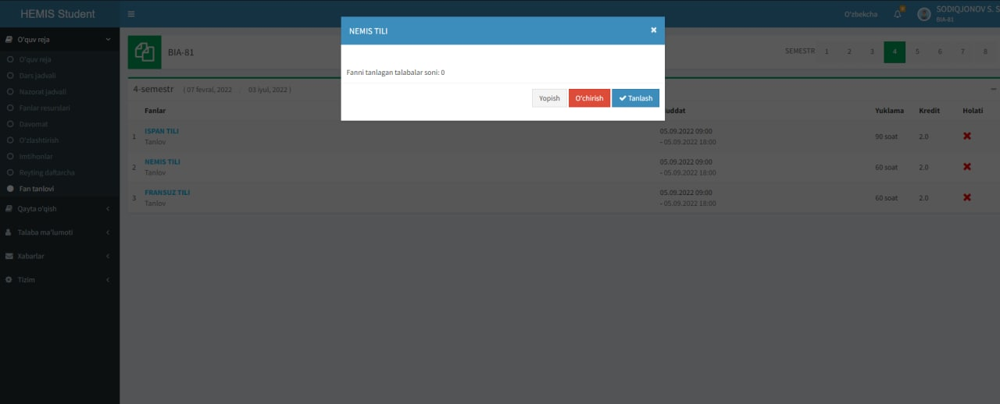 HEMIS Student
O'zbekcha
SODIQJONOV S. S
BIA-81
O'quv reja
O'quv reja
Dars jadvali
Nazorat jadvali
Fanlar resurslari
Davomat
O'zlashtirish
Imtihonlar
Reyting daftarcha
Fan tanlovi
Qayta o'qish
Talaba ma'lumoti
Xabarlar
Tizim
BIA-81
SEMESTR 1 2 3 4 5 6 7 8
4-semestr ( 07 fevral, 2022 / 03 iyul, 2022 )
NEMIS TILI
Fanni tanlagan talabalar soni: 0
Yopish O'chirish Tanlash
Fanlar uddat Yuklama Kredit Holati
1 ISPAN TILI 05.09.2022 09:00 90 soat 2.0
Tanlov - 05.09.2022 18:00
2 NEMIS TILI 05.09.2022 09:00 60 soat 2.0
Tanlov - 05.09.2022 18:00
3 FRANSUZ TILI 05.09.2022 09:00 60 soat 2.0
Tanlov - 05.09.2022 18:00